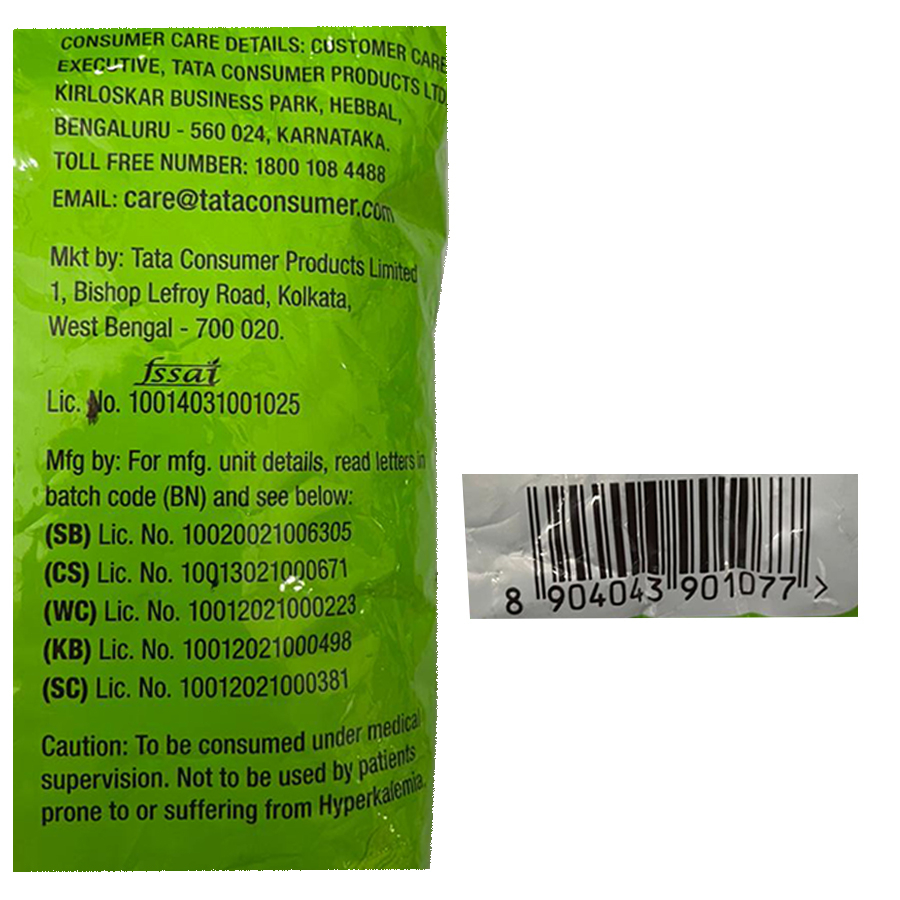 CONSUMER CARE DETAILS: CUSTOMER CARE
EXECUTIVE, TATA CONSUMER PRODUCTS LTD
KIRLOSKAR BUSINESS PARK, HEBBAL,
BENGALURU - 560 024, KARNATAKA.
TOLL FREE NUMBER: 1800 108 4488
EMAIL: care@tataconsumer.com
Mkt by: Tata Consumer Products Limited
1, Bishop Lefroy Road, Kolkata,
West Bengal - 700 020.
fssai
Lic. No. 10014031001025
Mfg by: For mfg. unit details, read letters in
batch code (BN) and see below:
(SB) Lic. No. 10020021006305
(CS) Lic. No. 10013021000671
(WC) Lic. No. 10012021000223
(KB) Lic. No. 10012021000498
(SC) Lic. No. 10012021000381
Caution: To be consumed under medical
supervision. Not to be used by patients
prone to or suffering from Hyperkalemia.
8 904043 901077 >